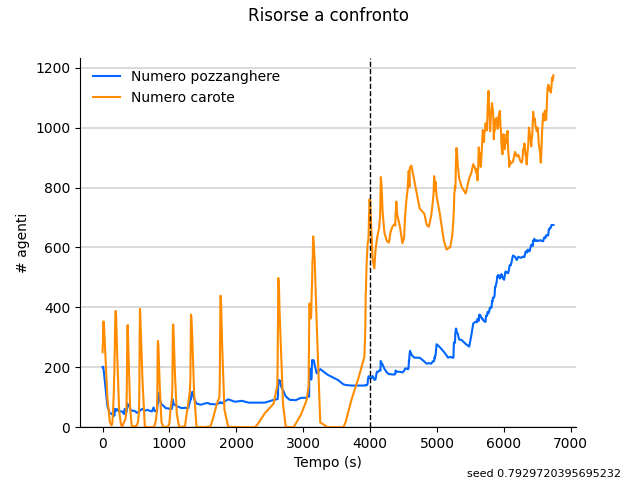 Risorse a confronto
Numero pozzanghere
Numero carote
# agenti
1200
1000
800
600
400
200
0
0 1000 2000 3000 4000 5000 6000 7000
Tempo (s)
seed 0.7929720395695232